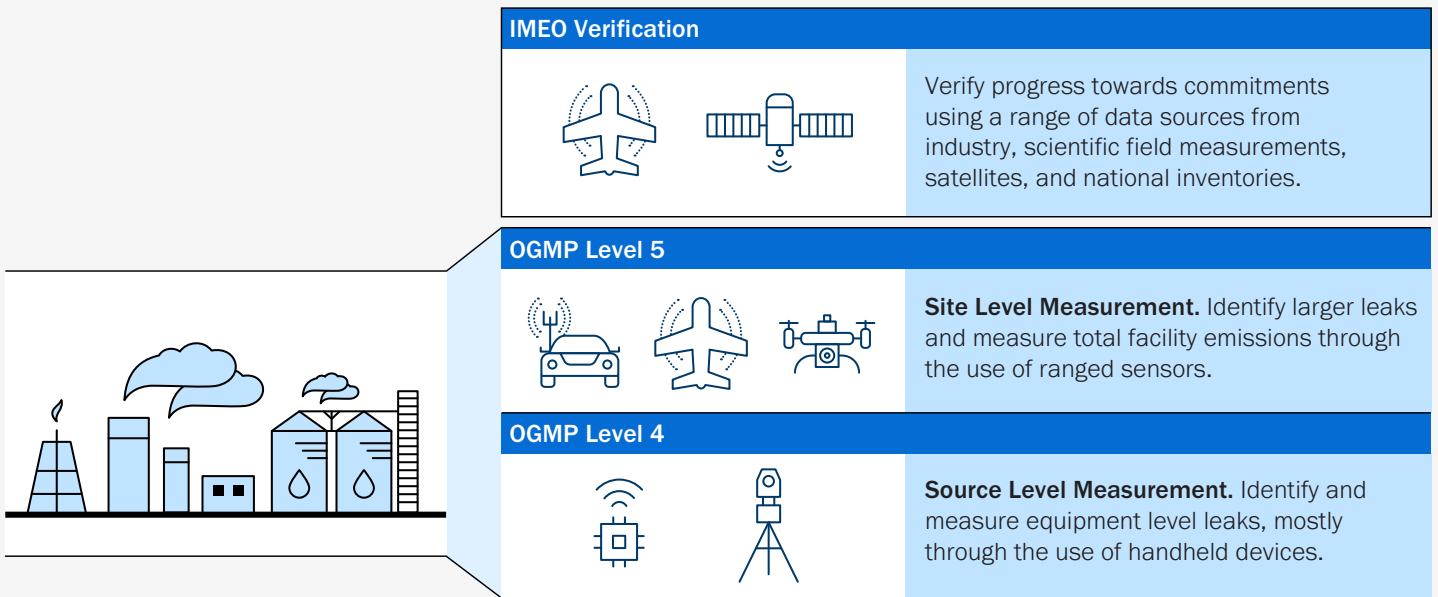 IMEO Verification
Verify progress towards commitments
using a range of data sources from
industry, scientific field measurements,
satellites, and national inventories.
OGMP Level 5
Site Level Measurement. Identify larger leaks
and measure total facility emissions through
the use of ranged sensors.
OGMP Level 4
Source Level Measurement. Identify and
measure equipment level leaks, mostly
through the use of handheld devices.